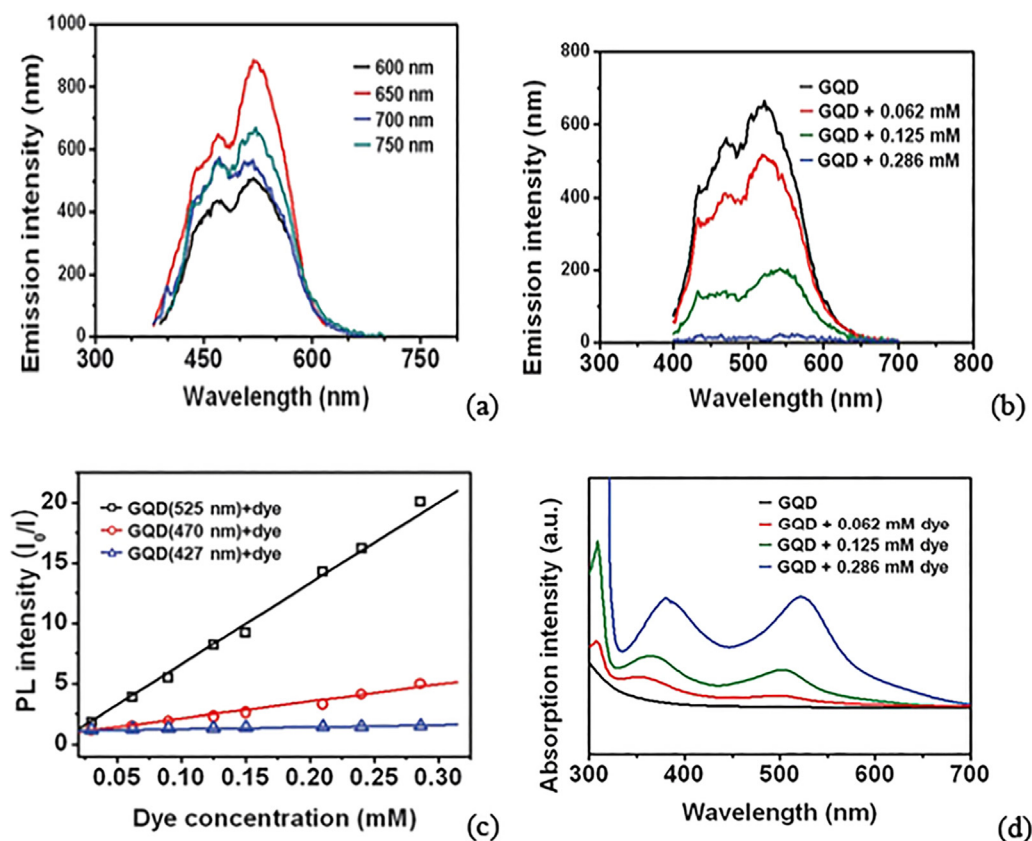 1000
800
600
400
200
0
Emission intensity (nm)
600 nm
650 nm
700 nm
750 nm
300 450 600 750
Wavelength (nm)
(a)
800
600
400
200
0
Emission intensity (nm)
GQD
GQD + 0.062 mM
GQD + 0.125 mM
GQD + 0.286 mM
300 400 500 600 700 800
Wavelength (nm)
(b)
20
15
10
5
0
PL intensity (I₀/I)
GQD(525 nm)+dye
GQD(470 nm)+dye
GQD(427 nm)+dye
0.05 0.10 0.15 0.20 0.25 0.30
Dye concentration (mM)
(c)
Absorption intensity (a.u.)
GQD
GQD + 0.062 mM dye
GQD + 0.125 mM dye
GQD + 0.286 mM dye
300 400 500 600 700
Wavelength (nm)
(d)